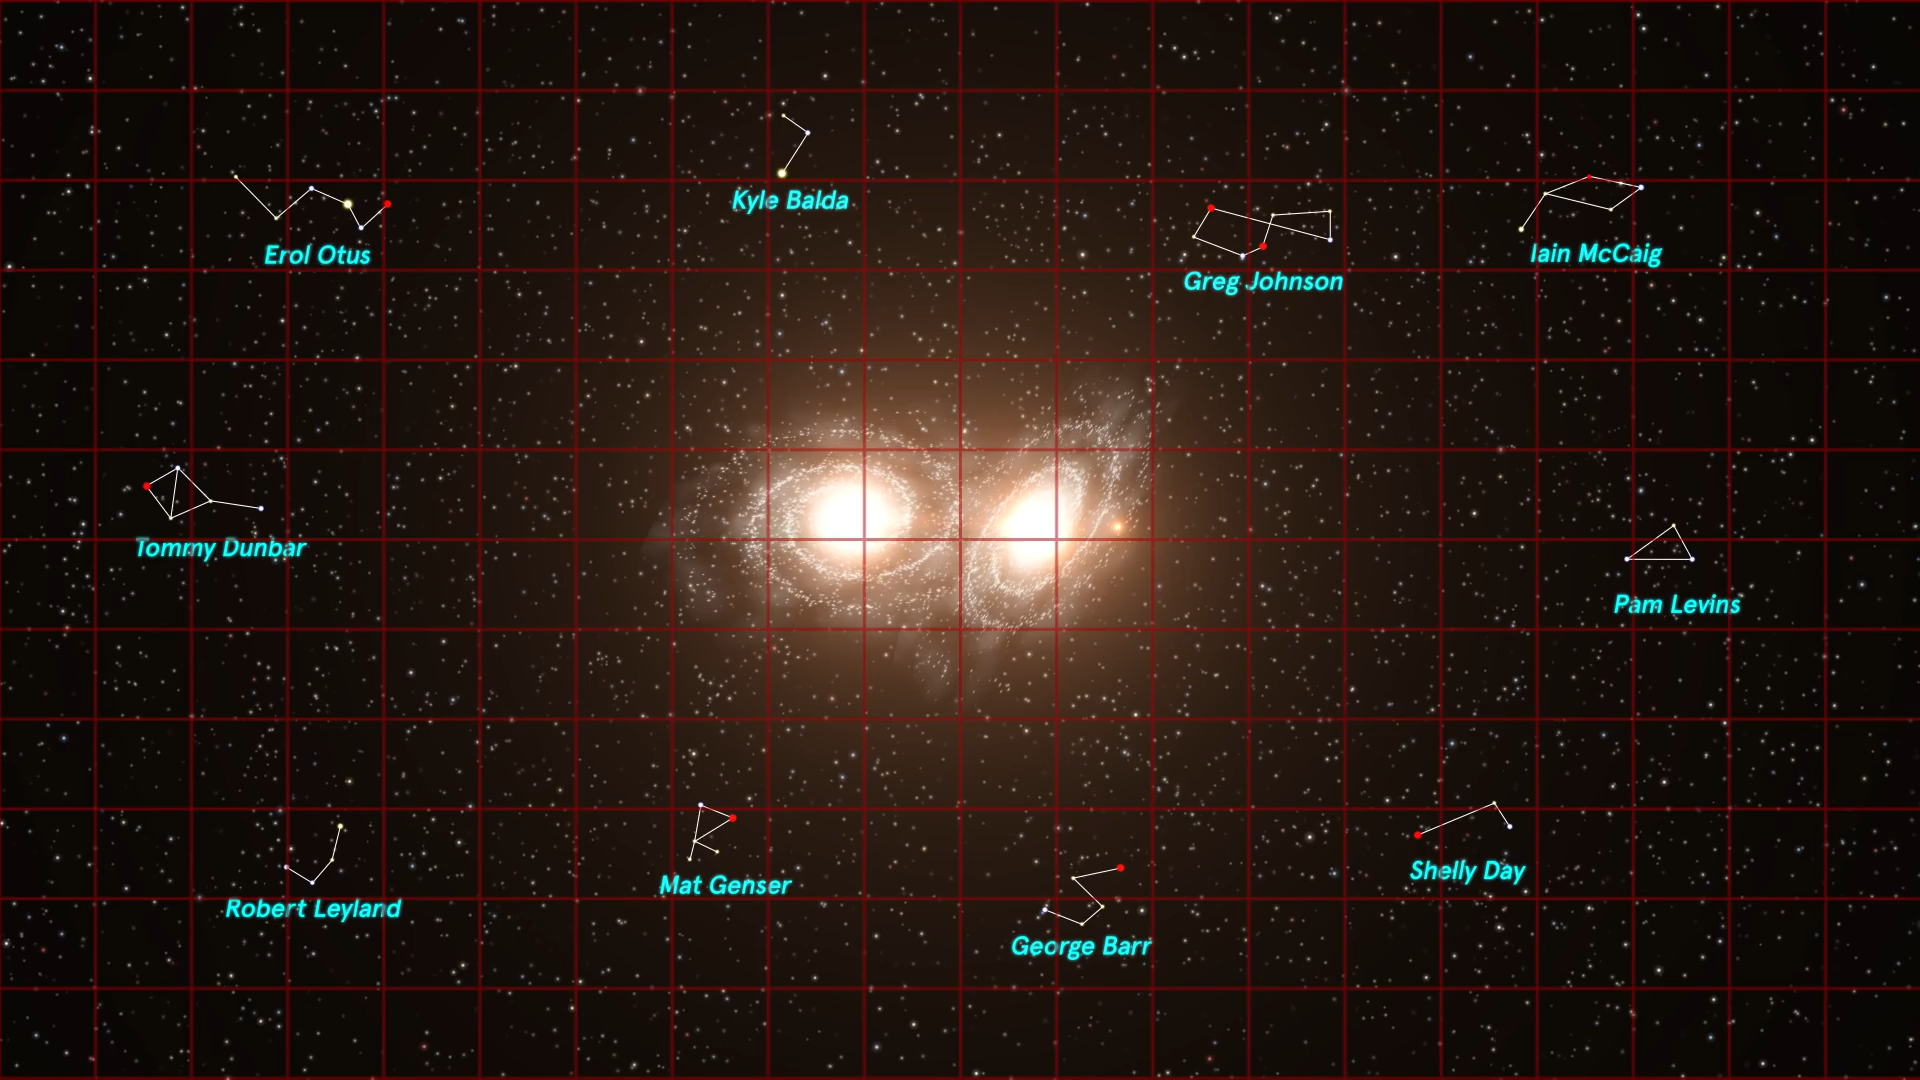 Kyle Balda
Erol Otus
Iain McCaig
Greg Johnson
Tommy Dunbar
Pam Levins
Shelly Day
Mat Genser
Robert Leyland
George Barr